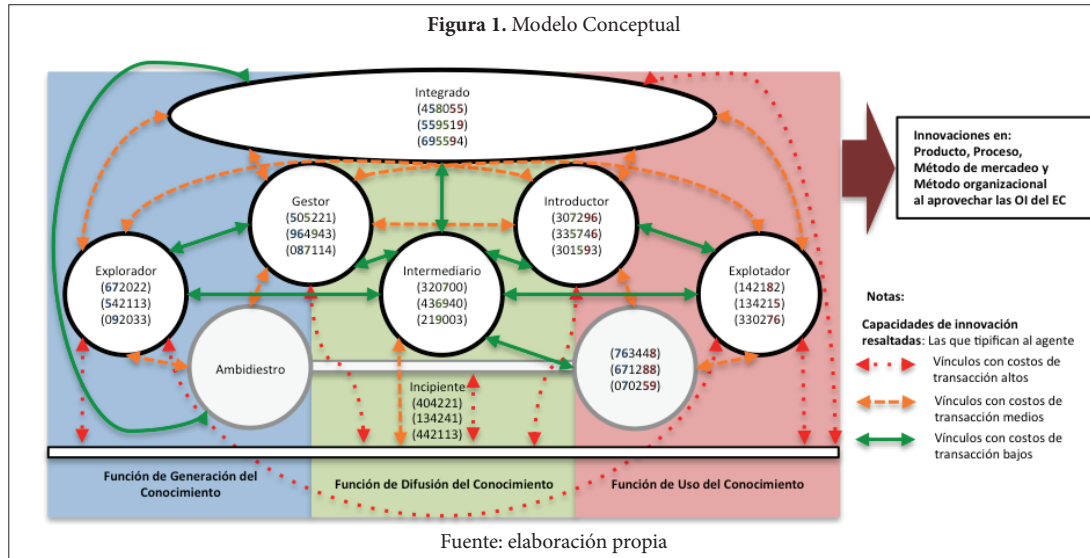 Figura 1. Modelo Conceptual
Integrado
(458055)
(559519)
(695594)
Gestor
(505221)
(964943)
(087114)
Introductor
(307296)
(335746)
(301593)
Explorador
(672022)
(542113)
(092033)
Intermediario
(320700)
(436940)
(219003)
Explotador
(142182)
(134215)
(330276)
Ambidiestro
(763448)
(671288)
(070259)
Incipiente
(404221)
(134241)
(442113)
Función de Generación del
Conocimiento
Función de Difusión del Conocimiento
Función de Uso del Conocimiento
Innovaciones en:
Producto, Proceso,
Método de mercadeo y
Método organizacional
al aprovechar las OI del EC
Notas:
Capacidades de innovación
resaltadas: Las que tipifican al agente
Vínculos con costos de
transacción altos
Vínculos con costos de
transacción medios
Vínculos con costos de
transacción bajos
Fuente: elaboración propia